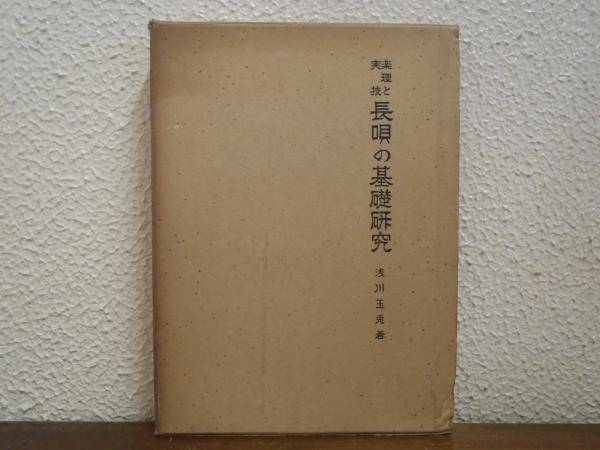 楽理と実技
長唄の基礎研究
浅川玉兎著